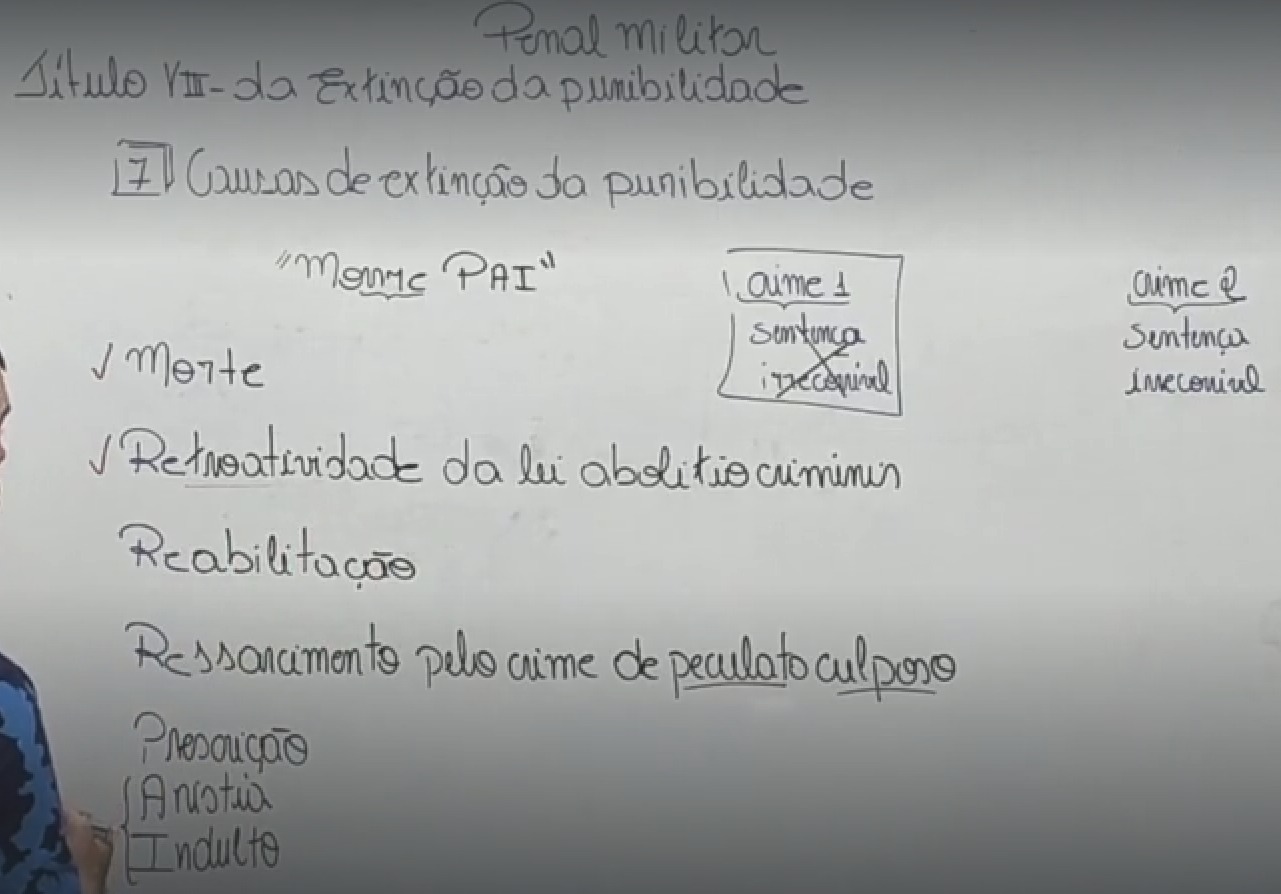 Penal militar
Título VIII - da Extinção da punibilidade
7 Causas de extinção da punibilidade
"Morrre PAI"
crime 1
sentença
irrecorrível
crime 2
sentença
irrecorrível
✓ Morte
✓ Retroatividade da lei abolitio criminis
Reabilitação
Ressarcimento pelo crime de peculato culposo
Prescrição
Anistia
Indulto